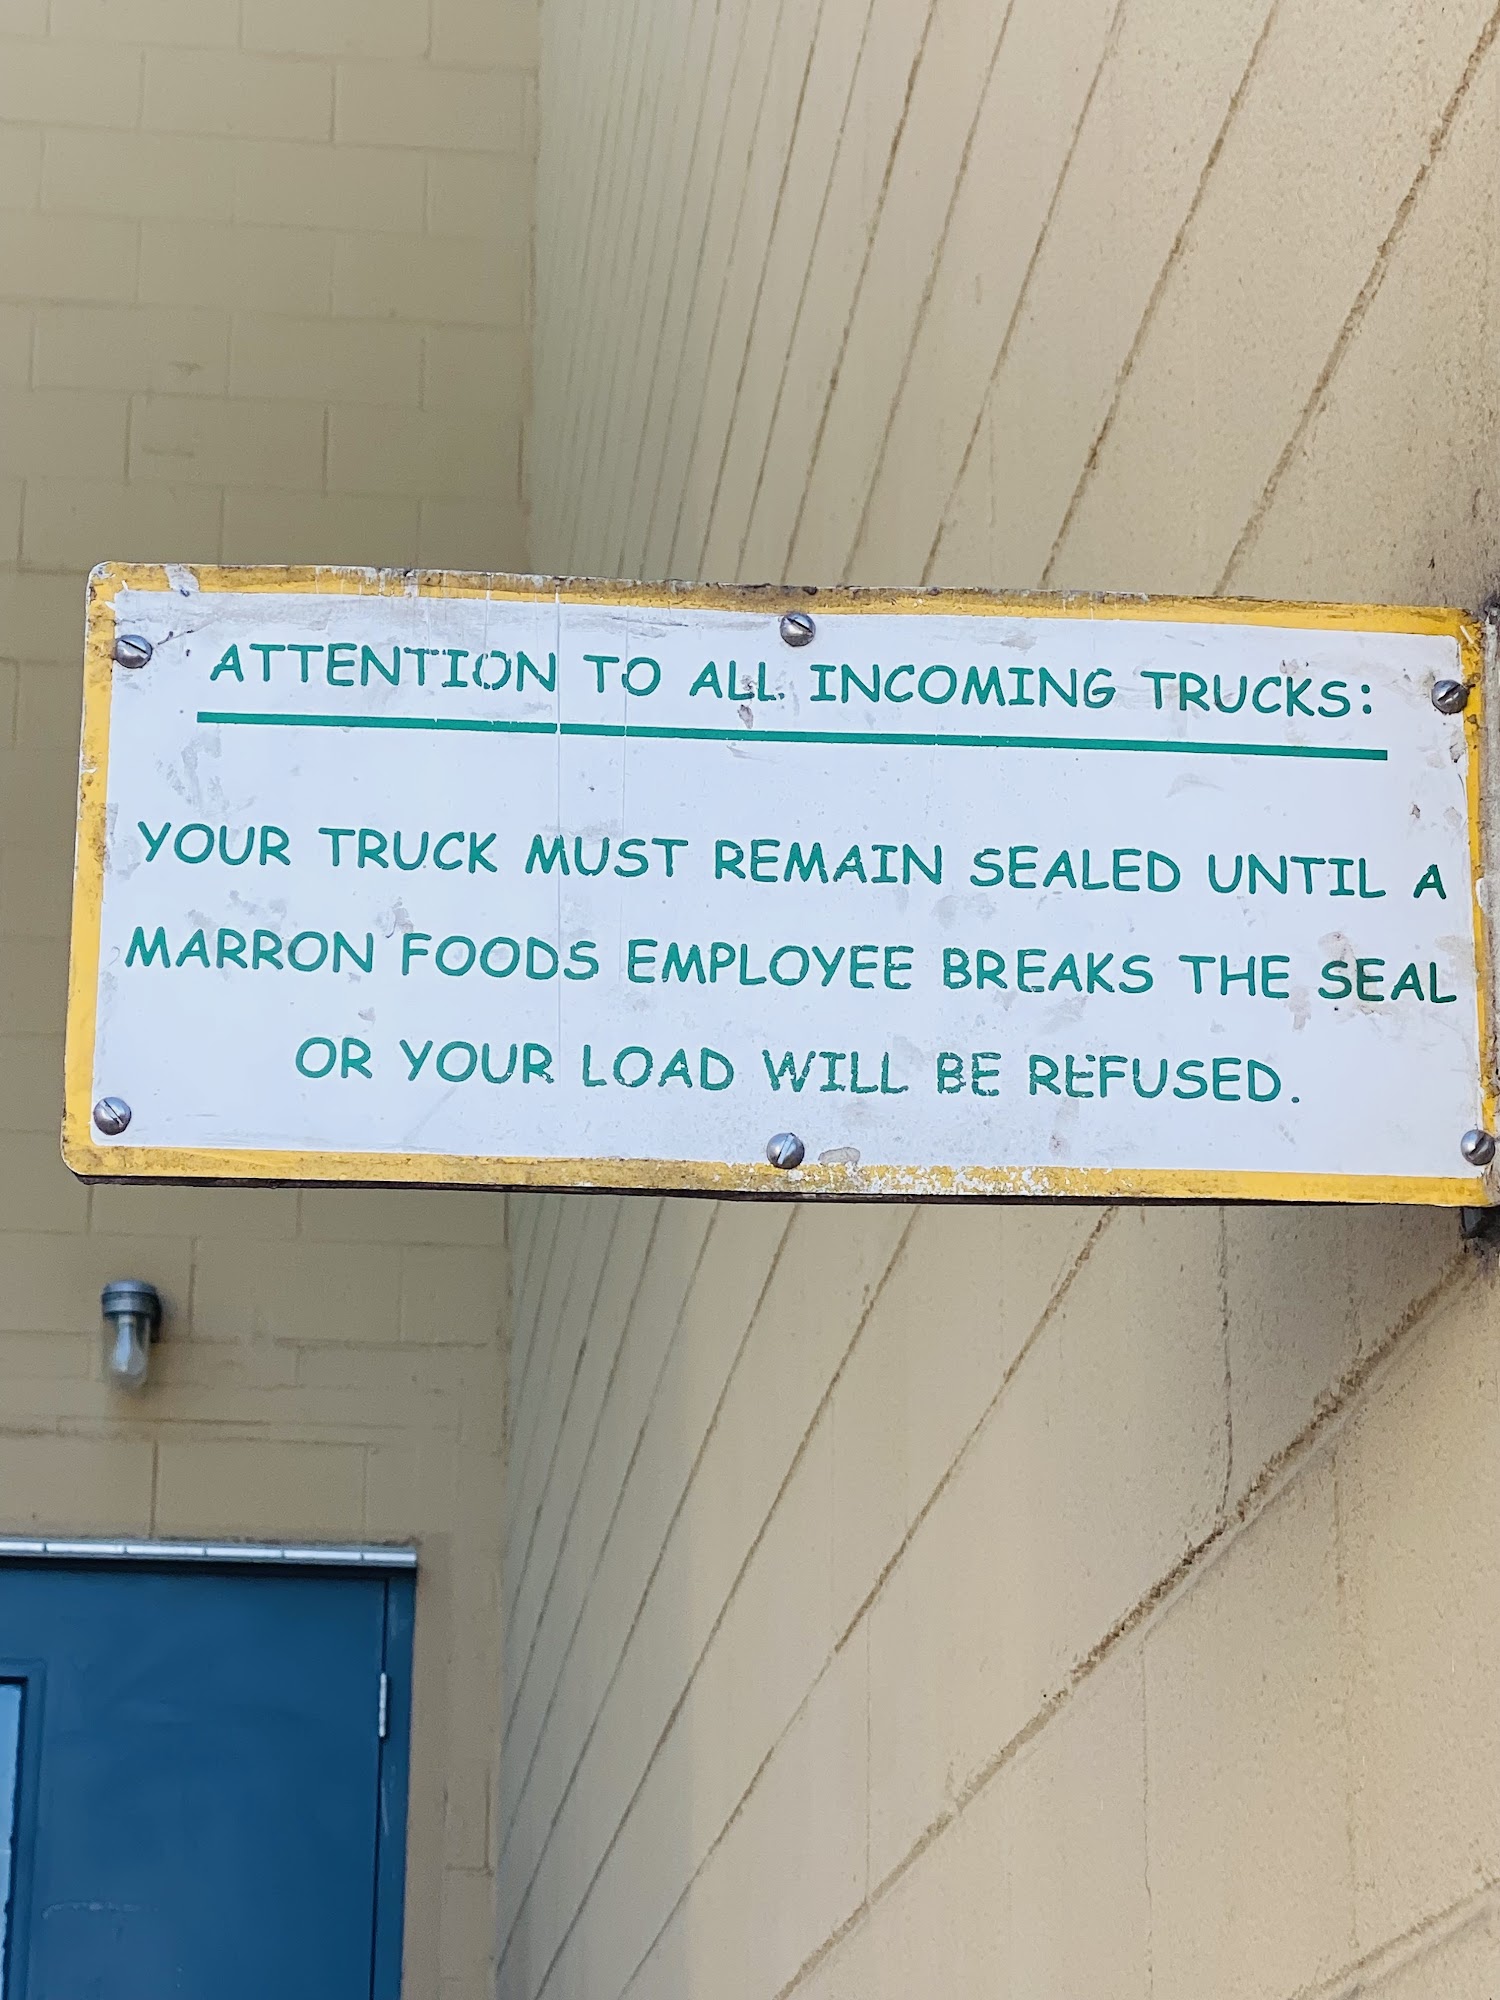 ATTENTION TO ALL INCOMING TRUCKS:
YOUR TRUCK MUST REMAIN SEALED UNTIL A
MARRON FOODS EMPLOYEE BREAKS THE SEAL
OR YOUR LOAD WILL BE REFUSED.